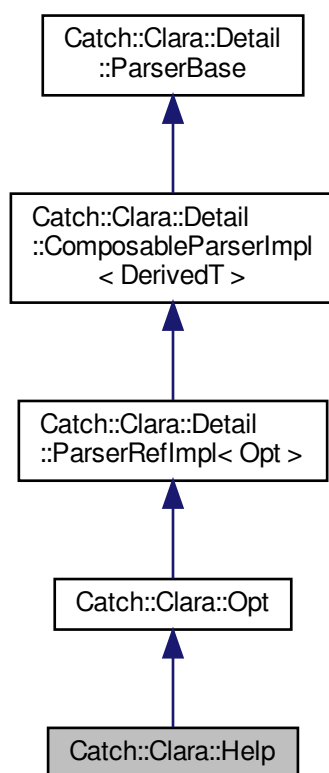 Catch::Clara::Detail
::ParserBase
Catch::Clara::Detail
::ComposableParserImpl
< DerivedT >
Catch::Clara::Detail
::ParserRefImpl< Opt >
Catch::Clara::Opt
Catch::Clara::Help